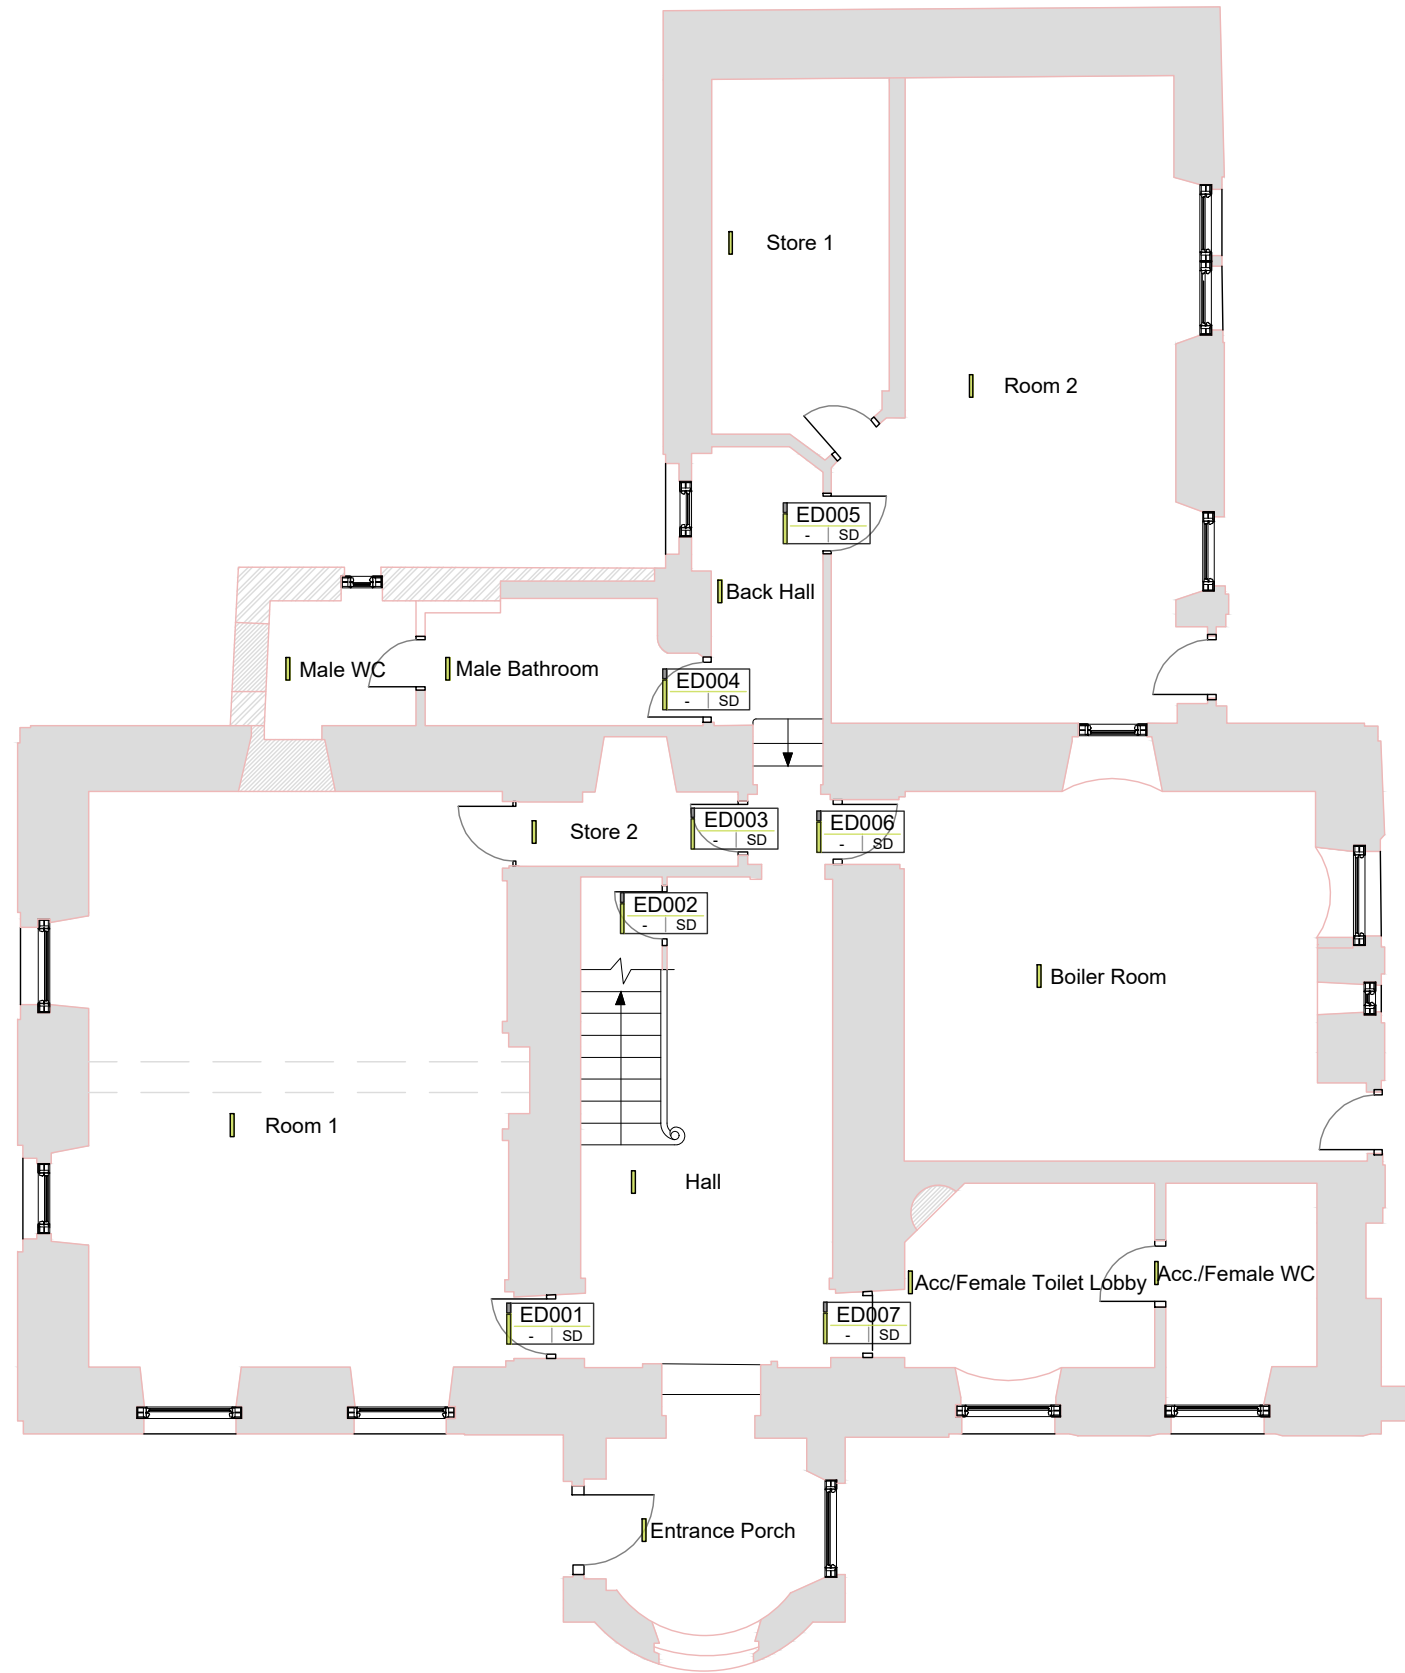 Store 1
Room 2
ED005
- SD
Back Hall
Male WC
Male Bathroom
ED004
- SD
Store 2
ED003
- SD
ED006
- SD
ED002
- SD
Boiler Room
Room 1
Hall
Acc/Female Toilet Lobby
Acc./Female WC
ED001
- SD
ED007
- SD
Entrance Porch